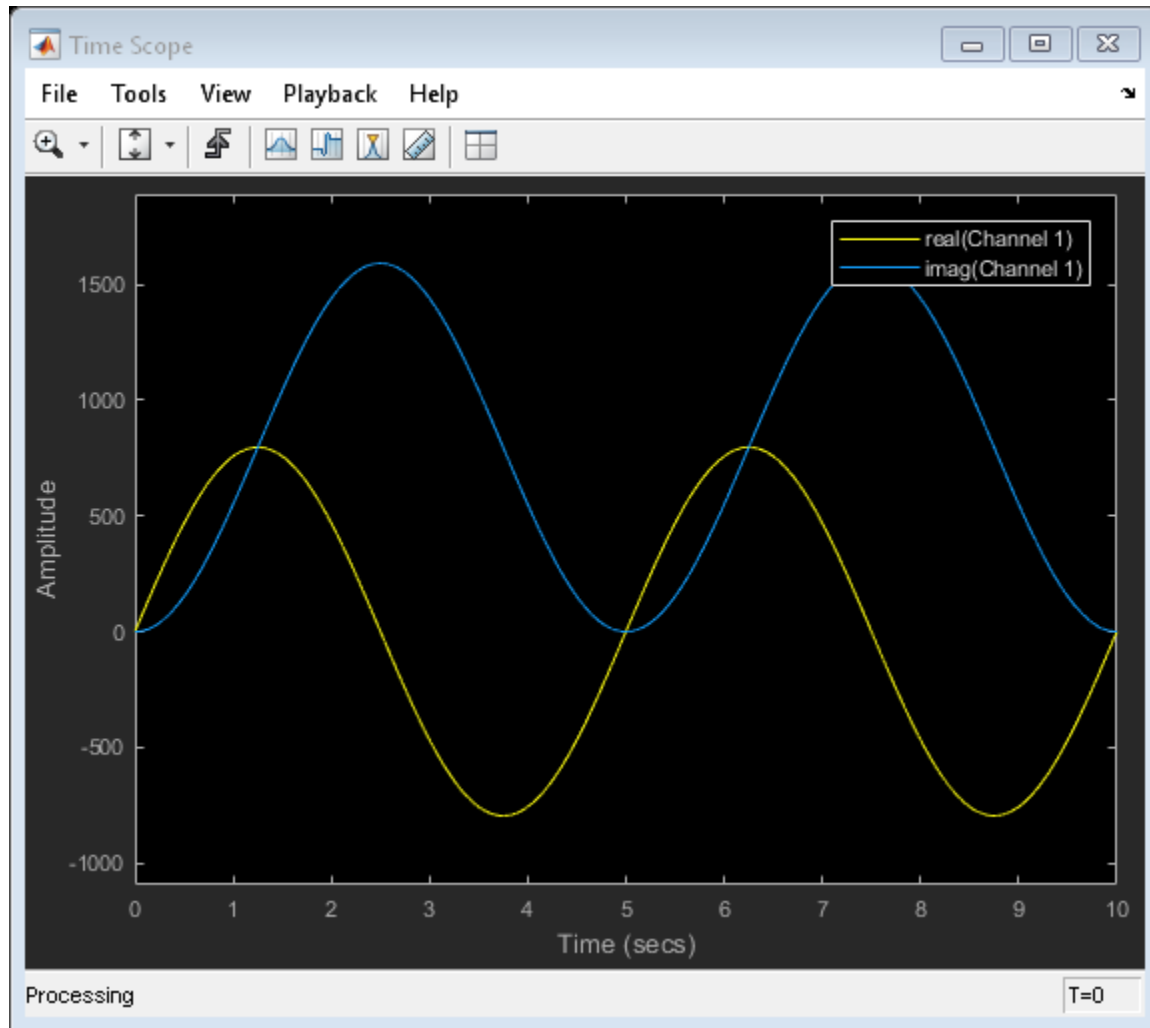 Time Scope
File Tools View Playback Help
real(Channel 1)
imag(Channel 1)
1500
1000
500
0
-500
-1000
Amplitude
0 1 2 3 4 5 6 7 8 9 10
Time (secs)
Processing T=0